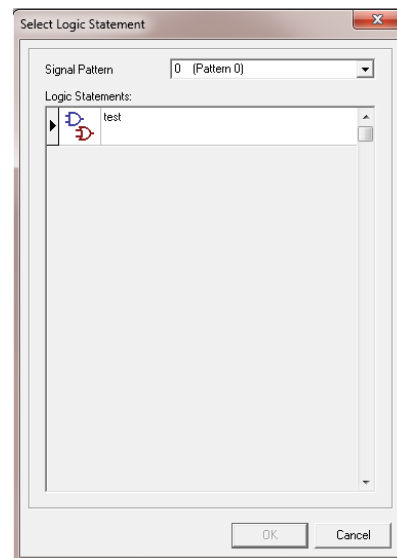 Select Logic Statement
Signal Pattern 0 (Pattern 0)
Logic Statements:
test
OK Cancel